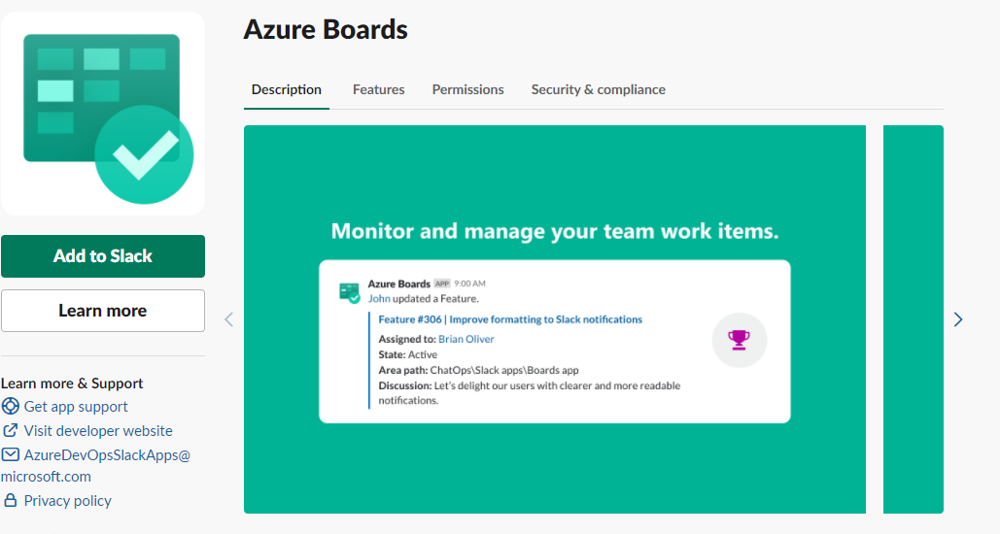 Azure Boards
Description
Features
Permissions
Security & compliance
Add to Slack
Learn more
Learn more & Support
Get app support
Visit developer website
AzureDevOpsSlackApps@
microsoft.com
Privacy policy
Monitor and manage your team work items.
Azure Boards APP 9:00 AM
John updated a Feature.
Feature #306 | Improve formatting to Slack notifications
Assigned to: Brian Oliver
State: Active
Area path: ChatOps\Slack apps\Boards app
Discussion: Let's delight our users with clearer and more readable
notifications.